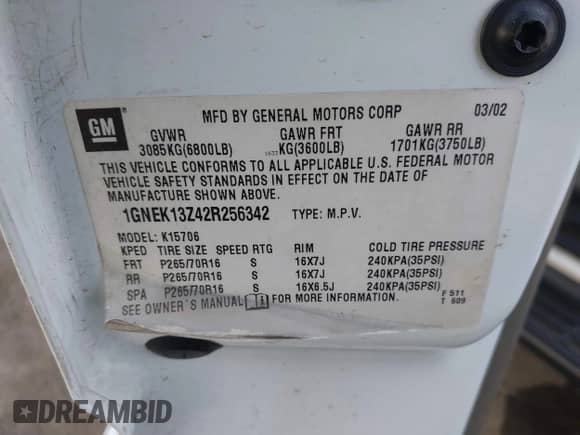 GM
MFD BY GENERAL MOTORS CORP 03/02
GVWR GAWR FRT GAWR RR
3085KG(6800LB) KG(3600LB) 1701KG(3750LB)
THIS VEHICLE CONFORMS TO ALL APPLICABLE U.S. FEDERAL MOTOR
VEHICLE SAFETY STANDARDS IN EFFECT ON THE DATE OF
MANUFACTURE SHOWN ABOVE.
1GNEK13Z42R256342 TYPE: M.P.V.
MODEL: K15706
KPED TIRE SIZE SPEED RTG RIM COLD TIRE PRESSURE
FRT P265/70R16 S 16X7J 240KPA(35PSI)
RR P265/70R16 S 16X7J 240KPA(35PSI)
SPA P265/70R16 S 16X6.5J 240KPA(35PSI)
SEE OWNER'S MANUAL FOR MORE INFORMATION.
F 511
T 609
DREAMBID